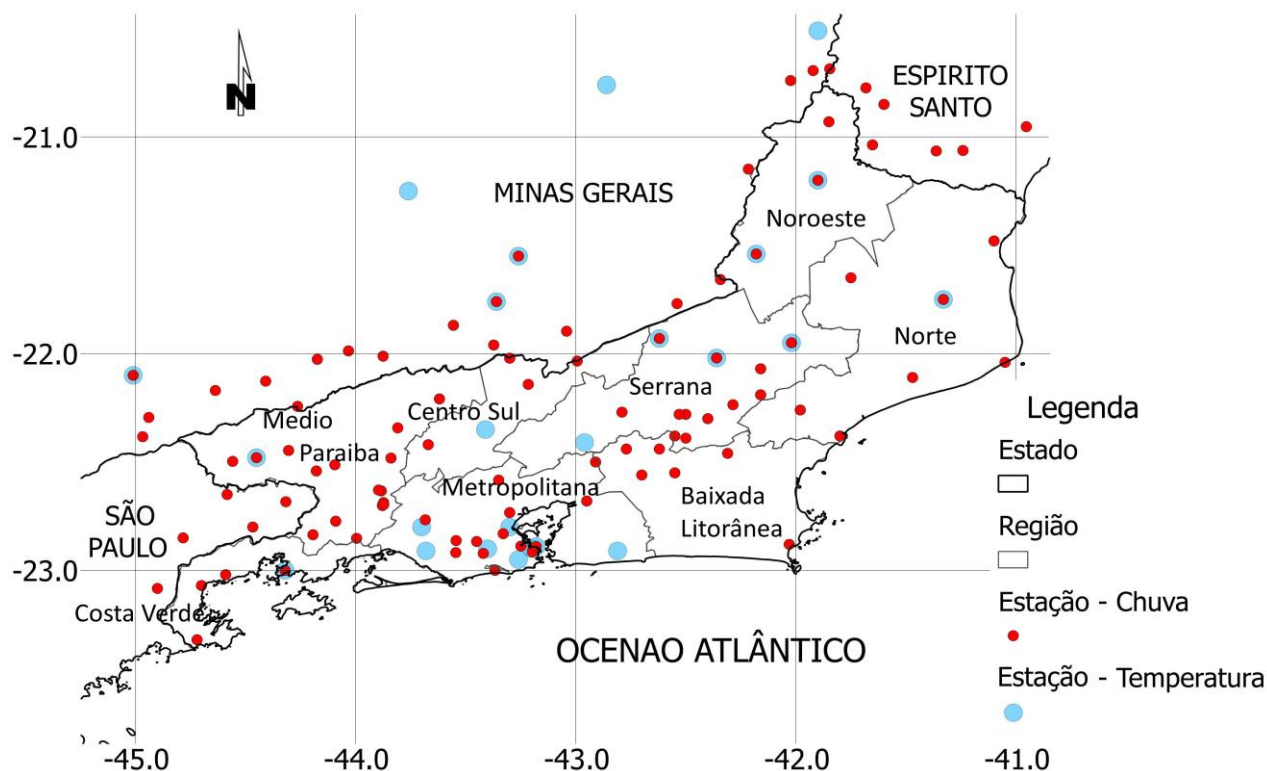 N
ESPIRITO
SANTO
-21.0
MINAS GERAIS
Noroeste
Norte
-22.0
Serrana
Centro Sul
Medio
Paraiba
Metropolitana
Baixada
Litorânea
SÃO
PAULO
-23.0
Costa Verde
OCENAO ATLÂNTICO
Legenda
Estado
Região
Estação - Chuva
Estação - Temperatura
-45.0
-44.0
-43.0
-42.0
-41.0